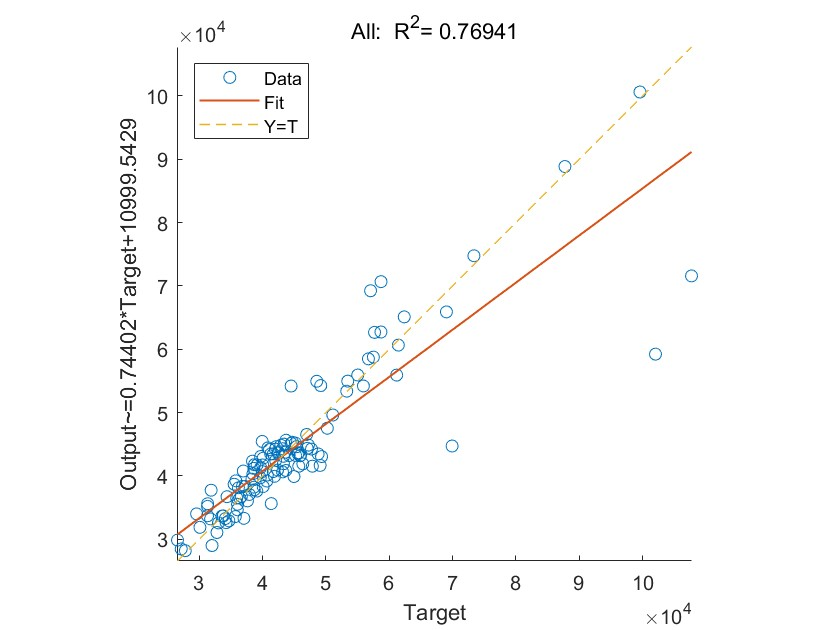 All: R²= 0.76941
×10⁴
Data
Fit
Y=T
10
9
8
7
6
5
4
3
Output~=0.74402*Target+10999.5429
3 4 5 6 7 8 9 10
Target
×10⁴